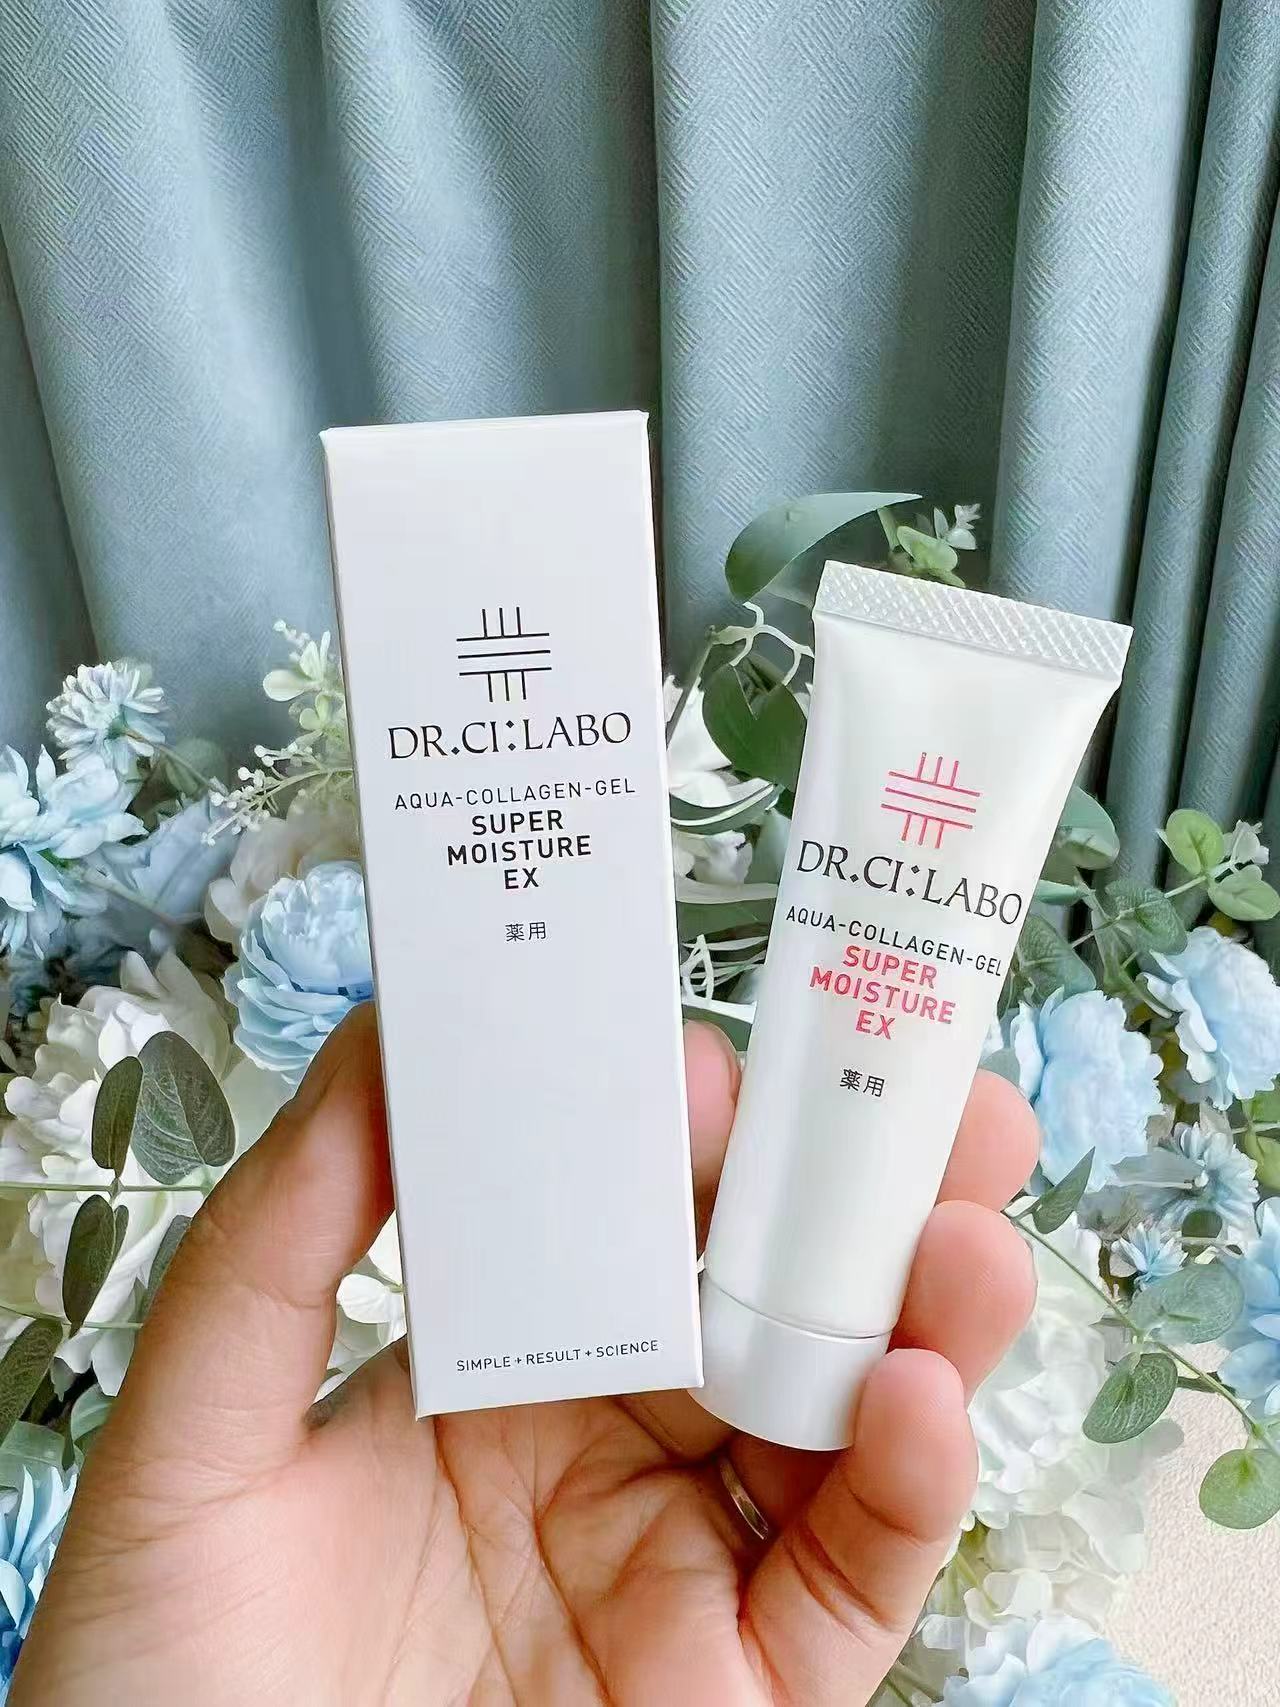 DR.CI:LABO
AQUA-COLLAGEN-GEL
SUPER
MOISTURE
EX
薬用
SIMPLE+RESULT+SCIENCE
DR.CI:LABO
AQUA-COLLAGEN-GEL
SUPER
MOISTURE
EX
薬用